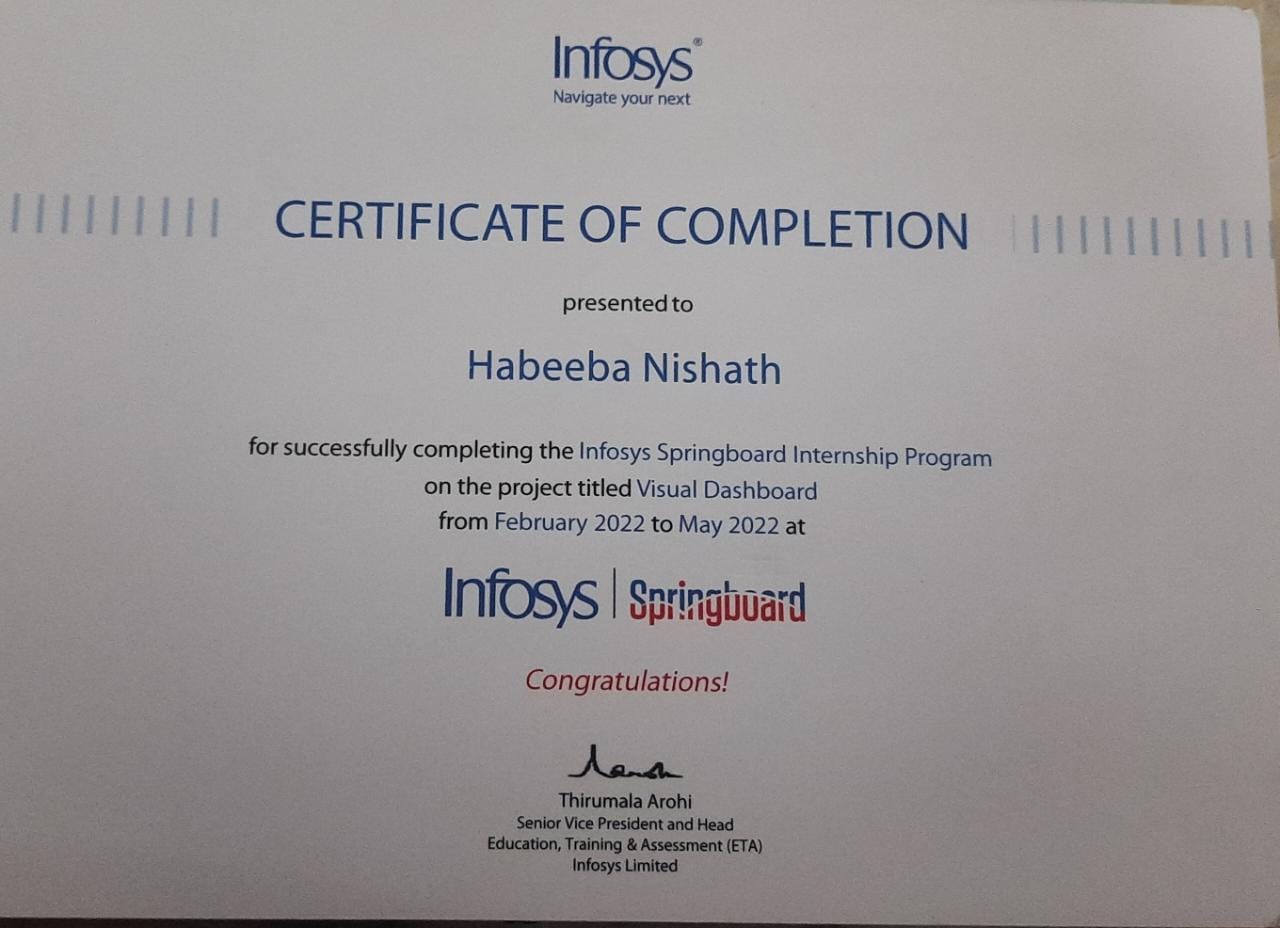 Infosys®
Navigate your next
CERTIFICATE OF COMPLETION
presented to
Habeeba Nishath
for successfully completing the Infosys Springboard Internship Program
on the project titled Visual Dashboard
from February 2022 to May 2022 at
Infosys | Springboard
Congratulations!
Thirumala Arohi
Senior Vice President and Head
Education, Training & Assessment (ETA)
Infosys Limited